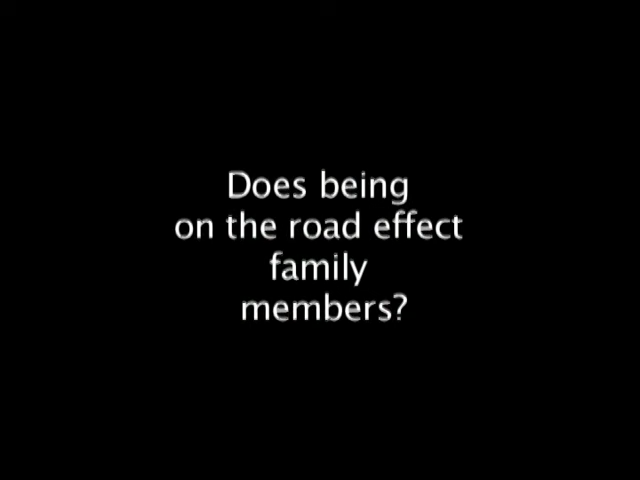 Does being
on the road effect
family
members?